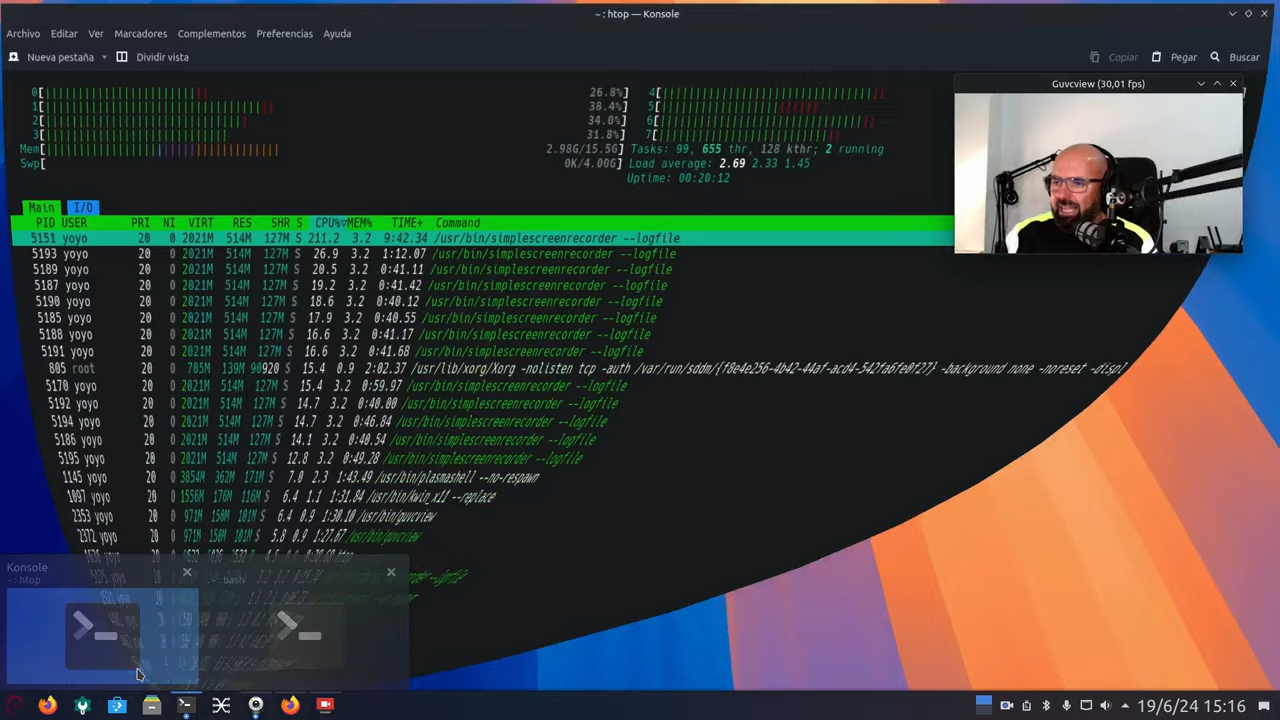 ~ : htop — Konsole
Archivo Editar Ver Marcadores Complementos Preferencias Ayuda
Nueva pestaña Dividir vista Copiar Pegar Buscar
Guvcview (30,01 fps)
0[ 26.8%] 4[
1[ 38.4%] 5[
2[ 34.0%] 6[
3[ 31.8%] 7[
Mem[ 2.98G/15.5G] Tasks: 99, 655 thr, 128 kthr; 2 running
Swp[ 0K/4.00G] Load average: 2.69 2.33 1.45
Uptime: 00:20:12
Main I/O
PID USER PRI NI VIRT RES SHR S CPU%▽MEM% TIME+ Command
5151 yoyo 20 0 2021M 514M 127M S 211.2 3.2 9:42.34 /usr/bin/simplescreenrecorder --logfile
5193 yoyo 20 0 2021M 514M 127M S 26.9 3.2 1:12.07 /usr/bin/simplescreenrecorder --logfile
5189 yoyo 20 0 2021M 514M 127M S 20.5 3.2 0:41.11 /usr/bin/simplescreenrecorder --logfile
5187 yoyo 20 0 2021M 514M 127M S 19.2 3.2 0:41.42 /usr/bin/simplescreenrecorder --logfile
5190 yoyo 20 0 2021M 514M 127M S 18.6 3.2 0:40.12 /usr/bin/simplescreenrecorder --logfile
5185 yoyo 20 0 2021M 514M 127M S 17.9 3.2 0:40.55 /usr/bin/simplescreenrecorder --logfile
5188 yoyo 20 0 2021M 514M 127M S 16.6 3.2 0:41.17 /usr/bin/simplescreenrecorder --logfile
5191 yoyo 20 0 2021M 514M 127M S 16.6 3.2 0:41.68 /usr/bin/simplescreenrecorder --logfile
805 root 20 0 705M 139M 90920 S 15.4 0.9 2:02.37 /usr/lib/xorg/Xorg -nolisten tcp -auth /var/run/sddm/{f8e4e256-4b42-44af-acd4-542fa6fe0f27} -background none -noreset -displ
5170 yoyo 20 0 2021M 514M 127M S 15.4 3.2 0:59.97 /usr/bin/simplescreenrecorder --logfile
5192 yoyo 20 0 2021M 514M 127M S 14.7 3.2 0:40.00 /usr/bin/simplescreenrecorder --logfile
5194 yoyo 20 0 2021M 514M 127M S 14.7 3.2 0:46.84 /usr/bin/simplescreenrecorder --logfile
5186 yoyo 20 0 2021M 514M 127M S 14.1 3.2 0:40.54 /usr/bin/simplescreenrecorder --logfile
5195 yoyo 20 0 2021M 514M 127M S 12.8 3.2 0:49.28 /usr/bin/simplescreenrecorder --logfile
1145 yoyo 20 0 3854M 362M 171M S 7.0 2.3 1:43.49 /usr/bin/plasmashell --no-respawn
1097 yoyo 20 0 1556M 176M 116M S 6.4 1.1 1:31.84 /usr/bin/kwin_x11 --replace
2353 yoyo 20 0 971M 150M 101M S 6.4 0.9 1:30.10 /usr/bin/guvcview
2372 yoyo 20 0 971M 150M 101M S 5.8 0.9 1:27.67 /usr/bin/guvcview
Konsole
~ : htop
bash
19/6/24 15:16